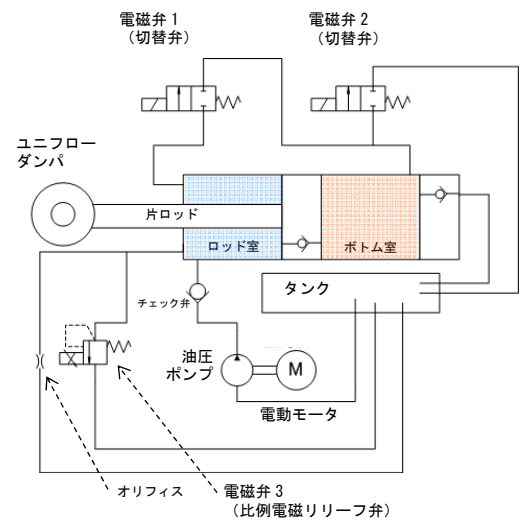 電磁弁1
(切替弁)
電磁弁2
(切替弁)
ユニフロー
ダンパ
片ロッド
ロッド室
ボトム室
チェック弁
タンク
油圧
ポンプ
M
電動モータ
オリフィス
電磁弁3
(比例電磁リリーフ弁)